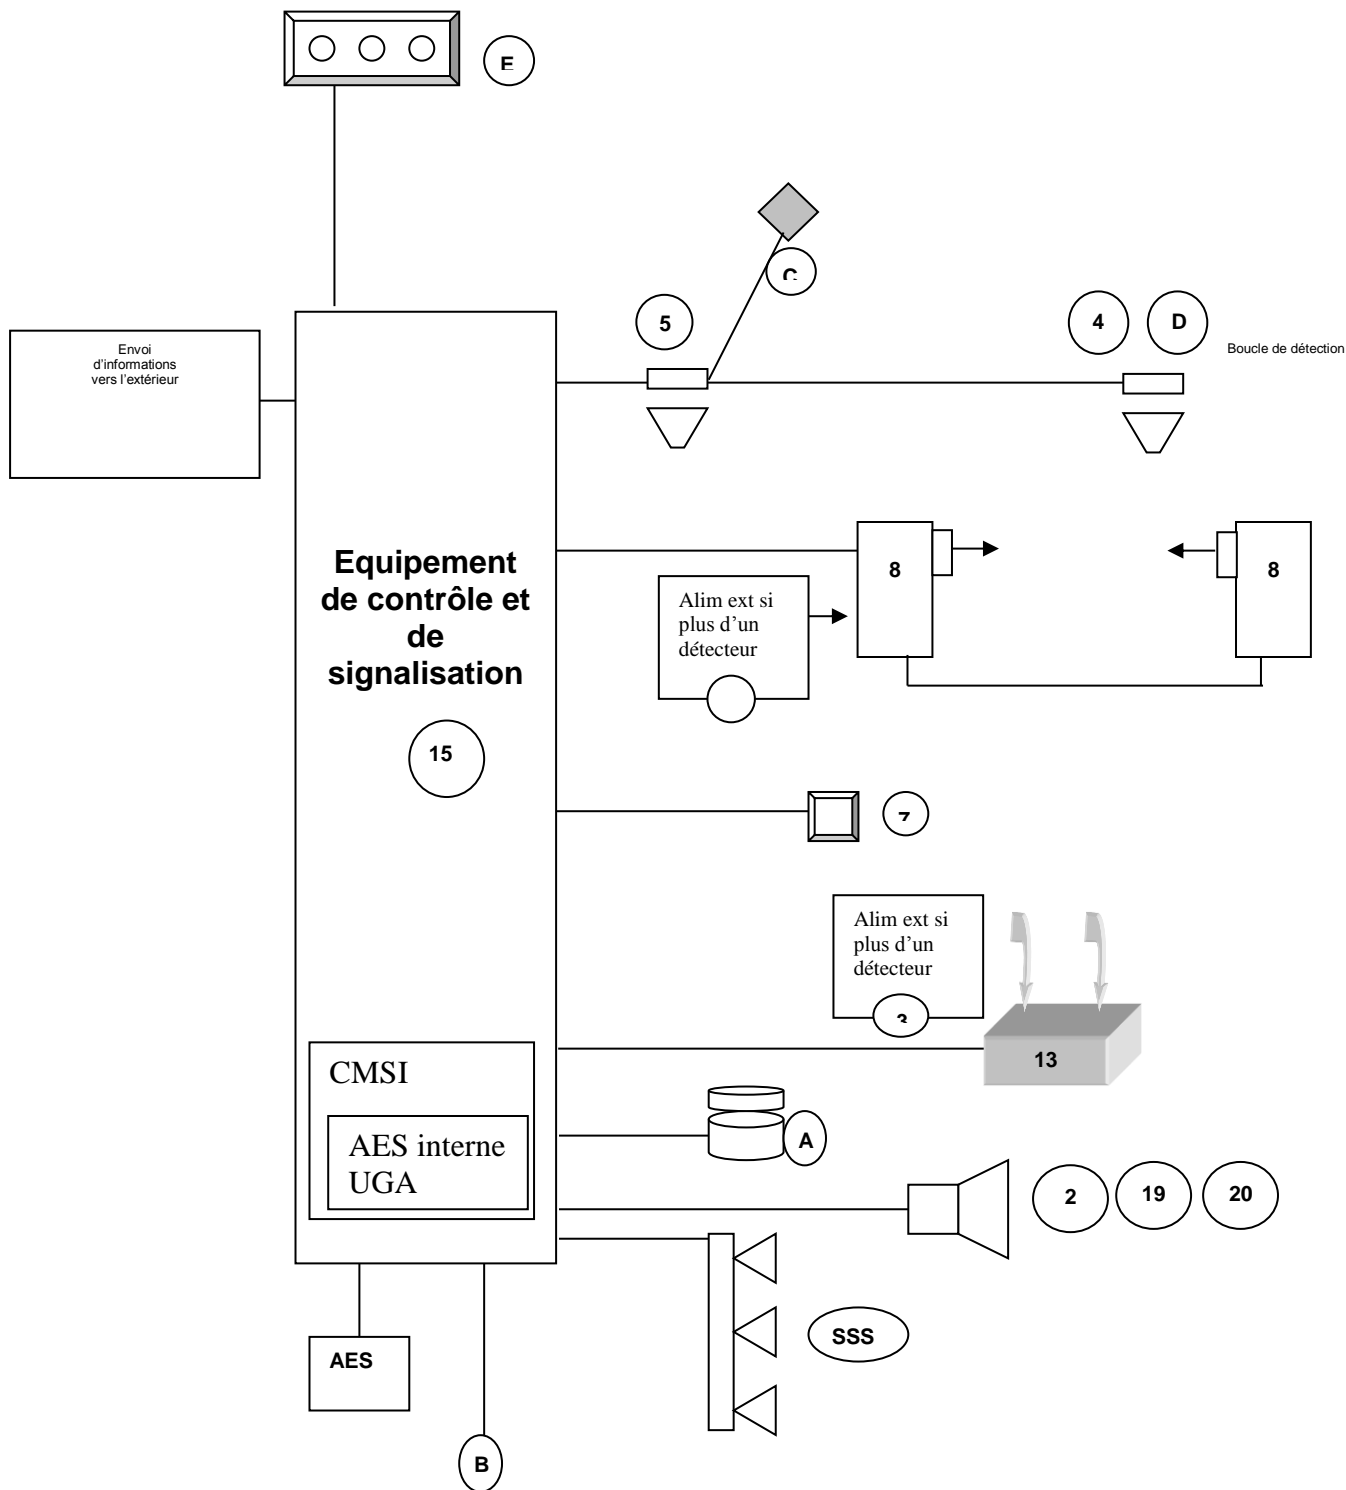 E
C
5
4
D
Boucle de détection
Envoi
d'informations
vers l'extérieur
Equipement
de contrôle et
de
signalisation
15
8
8
Alim ext si
plus d'un
détecteur
7
Alim ext si
plus d'un
détecteur
3
13
CMSI
AES interne
UGA
A
2
19
20
SSS
AES
B